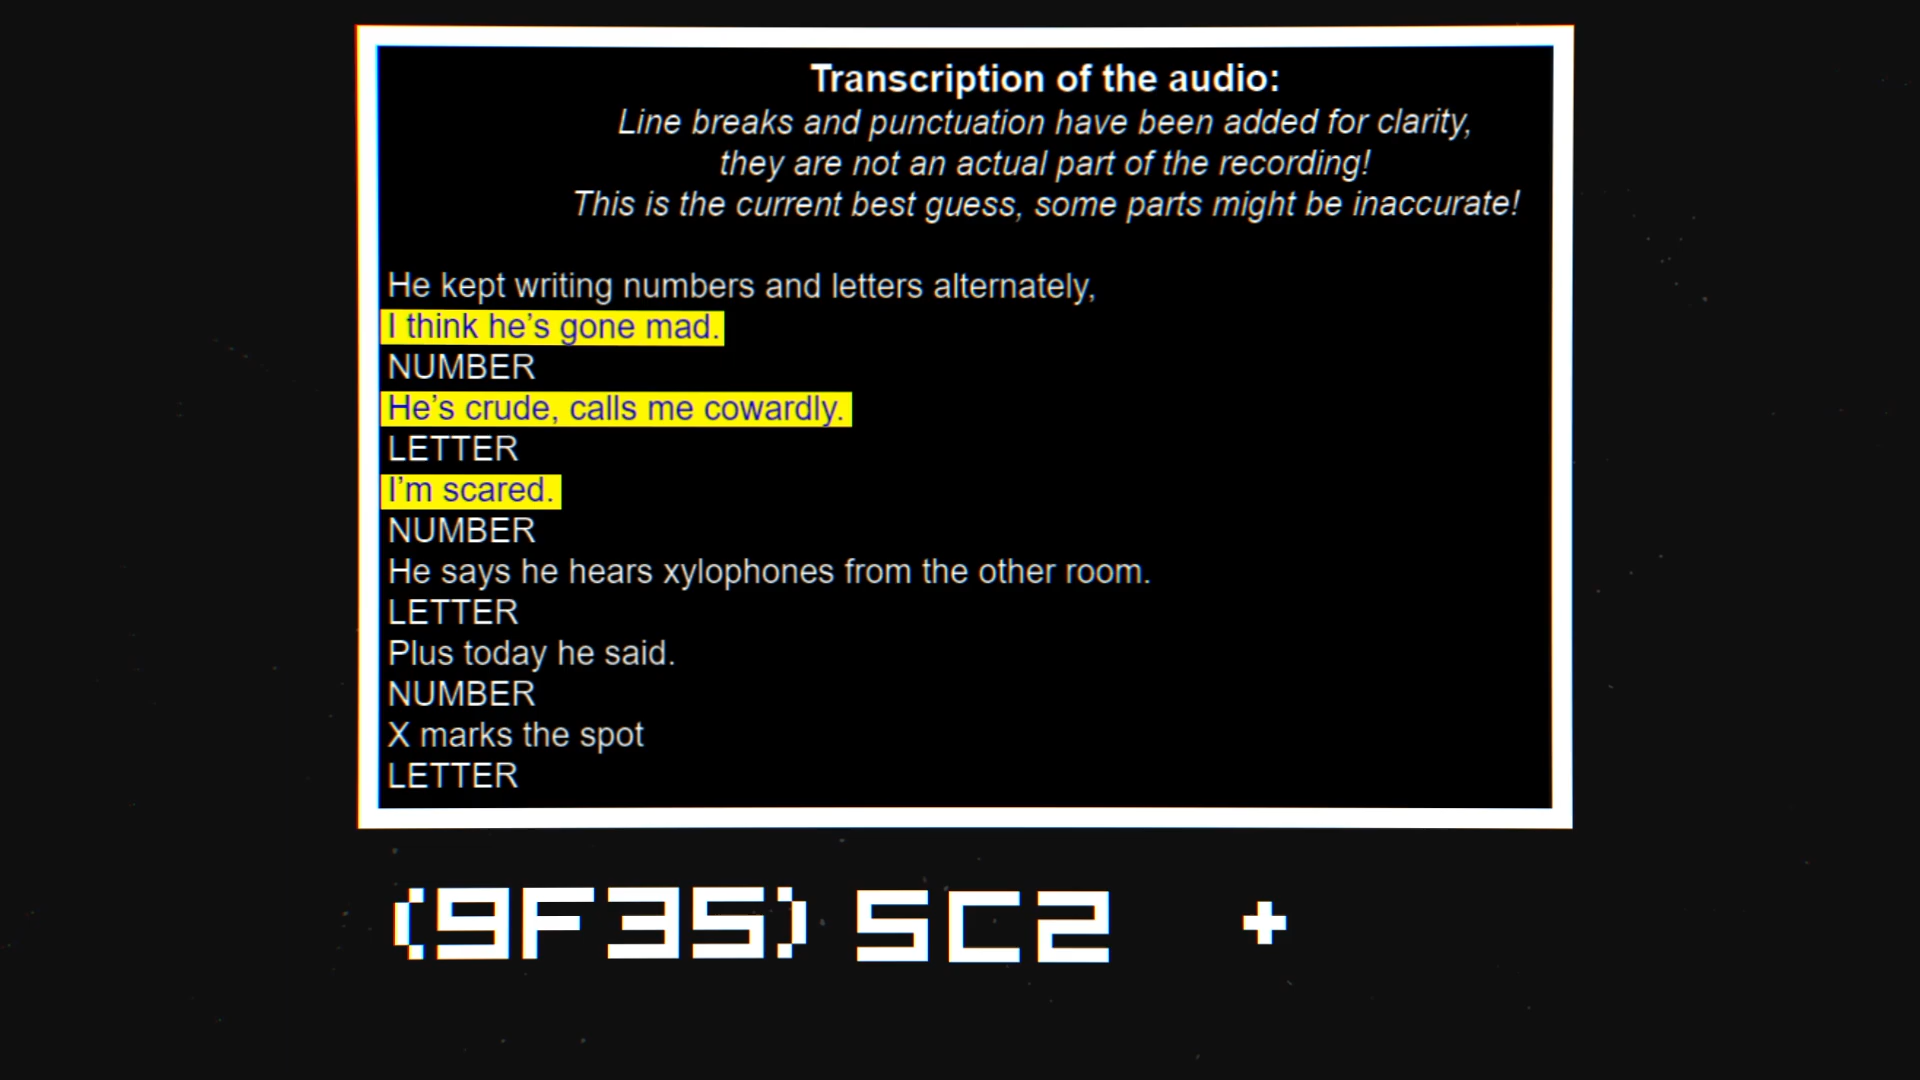 Transcription of the audio:
Line breaks and punctuation have been added for clarity,
they are not an actual part of the recording!
This is the current best guess, some parts might be inaccurate!
He kept writing numbers and letters alternately,
I think he’s gone mad.
NUMBER
He’s crude, calls me cowardly.
LETTER
I’m scared.
NUMBER
He says he hears xylophones from the other room.
LETTER
Plus today he said.
NUMBER
X marks the spot
LETTER
(9F35) 5C2 +